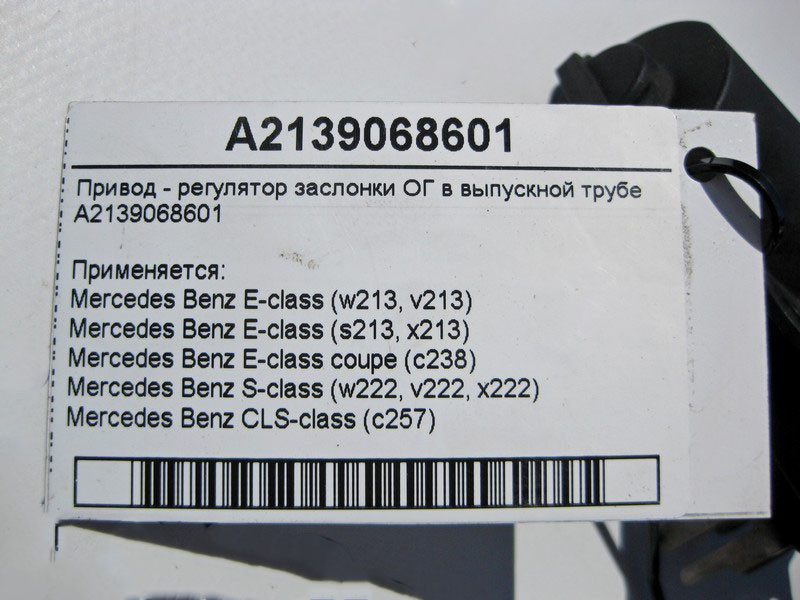 A2139068601
Привод - регулятор заслонки ОГ в выпускной трубе
A2139068601
Применяется:
Mercedes Benz E-class (w213, v213)
Mercedes Benz E-class (s213, x213)
Mercedes Benz E-class coupe (c238)
Mercedes Benz S-class (w222, v222, x222)
Mercedes Benz CLS-class (c257)